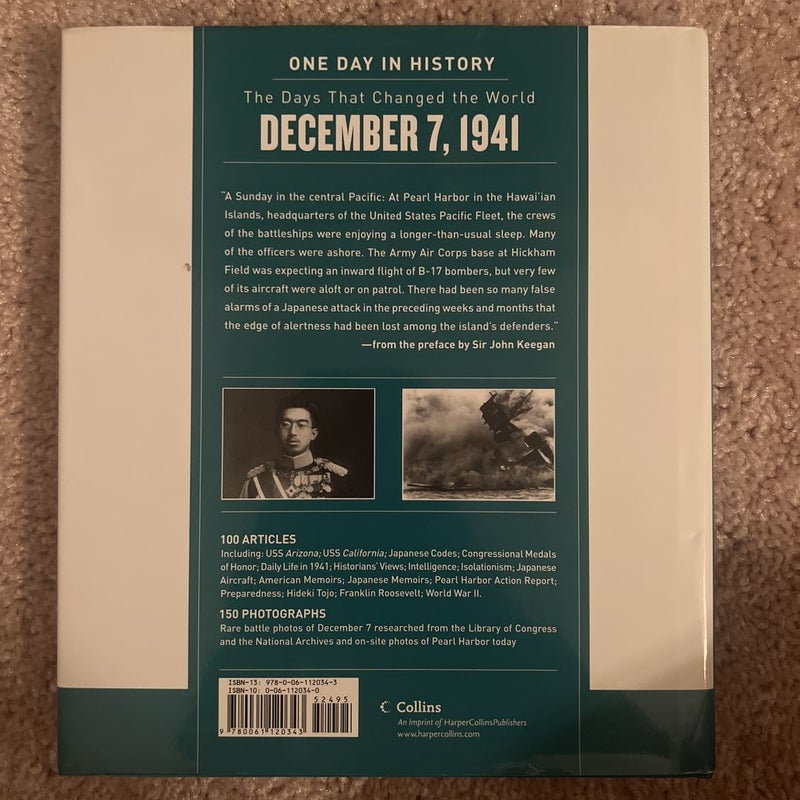 ONE DAY IN HISTORY
The Days That Changed the World
DECEMBER 7, 1941
"A Sunday in the central Pacific: At Pearl Harbor in the Hawai'ian
Islands, headquarters of the United States Pacific Fleet, the crews
of the battleships were enjoying a longer-than-usual sleep. Many
of the officers were ashore. The Army Air Corps base at Hickham
Field was expecting an inward flight of B-17 bombers, but very few
of its aircraft were aloft or on patrol. There had been so many false
alarms of a Japanese attack in the preceding weeks and months that
the edge of alertness had been lost among the island's defenders."
—from the preface by Sir John Keegan
100 ARTICLES
Including: USS Arizona; USS California; Japanese Codes; Congressional Medals
of Honor; Daily Life in 1941; Historians' Views; Intelligence; Isolationism; Japanese
Aircraft; American Memoirs; Japanese Memoirs; Pearl Harbor Action Report;
Preparedness; Hideki Tojo; Franklin Roosevelt; World War II.
150 PHOTOGRAPHS
Rare battle photos of December 7 researched from the Library of Congress
and the National Archives and on-site photos of Pearl Harbor today
ISBN-13: 978-0-06-112034-3
ISBN-10: 0-06-112034-0
52495
9 780061 120343
Collins
An Imprint of HarperCollinsPublishers
www.harpercollins.com